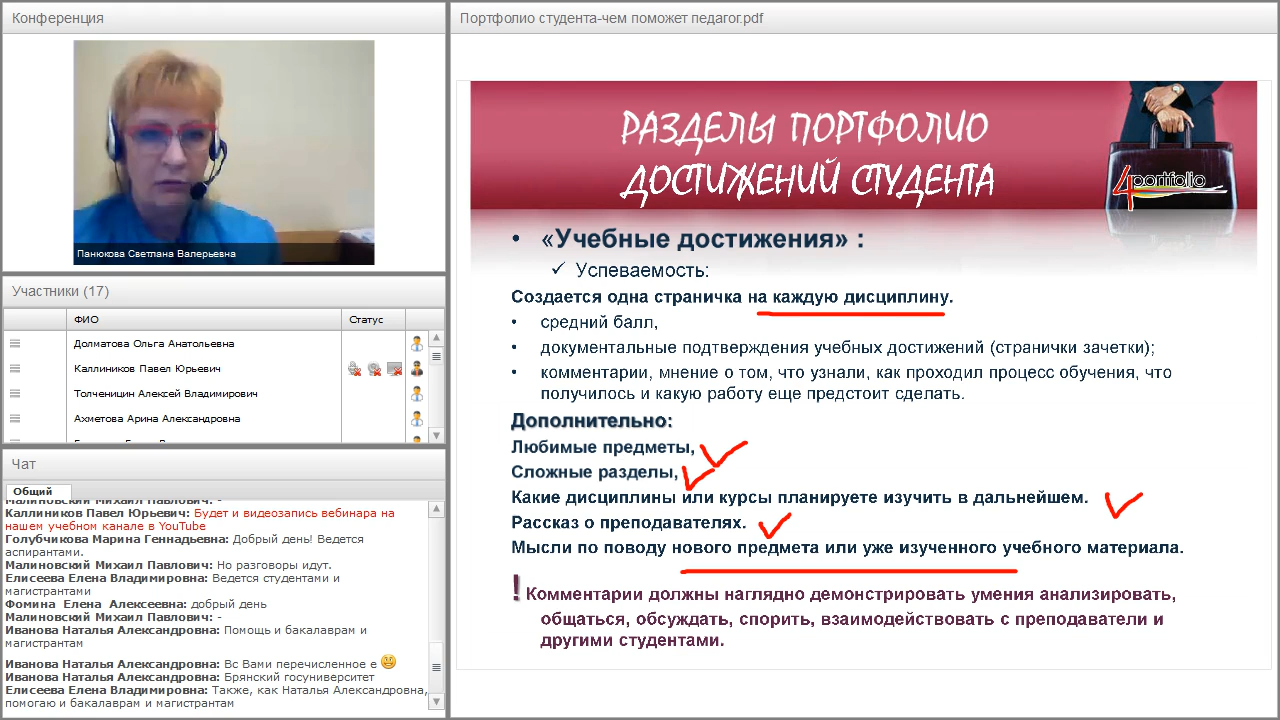 Конференция
Панюкова Светлана Валерьевна
Участники (17)
ФИО
Статус
Долматова Ольга Анатольевна
Каллиников Павел Юрьевич
Толченицин Алексей Владимирович
Ахметова Арина Александровна
Чат
Общий
Малиновский Михаил Павлович: -
Каллиников Павел Юрьевич: Будет и видеозапись вебинара на
нашем учебном канале в YouTube
Голубчикова Марина Геннадьевна: Добрый день! Ведется
аспирантами.
Малиновский Михаил Павлович: Но разговоры идут.
Елисеева Елена Владимировна: Ведется студентами и
магистрантами
Фомина Елена Алексеевна: добрый день
Малиновский Михаил Павлович: -
Иванова Наталья Александровна: Помощь и бакалаврам и
магистрантам
Иванова Наталья Александровна: Вс Вами перечисленное е
Иванова Наталья Александровна: Брянский госуниверситет
Елисеева Елена Владимировна: Также, как Наталья Александровна,
помогаю и бакалаврам и магистрантам
Портфолио студента-чем поможет педагог.pdf
РАЗДЕЛЫ ПОРТФОЛИО
ДОСТИЖЕНИЙ СТУДЕНТА
4portfolio
• «Учебные достижения» :
✓ Успеваемость:
Создается одна страничка на каждую дисциплину.
• средний балл,
• документальные подтверждения учебных достижений (странички зачетки);
• комментарии, мнение о том, что узнали, как проходил процесс обучения, что
получилось и какую работу еще предстоит сделать.
Дополнительно:
Любимые предметы,
Сложные разделы,
Какие дисциплины или курсы планируете изучить в дальнейшем.
Рассказ о преподавателях.
Мысли по поводу нового предмета или уже изученного учебного материала.
! Комментарии должны наглядно демонстрировать умения анализировать,
общаться, обсуждать, спорить, взаимодействовать с преподаватели и
другими студентами.